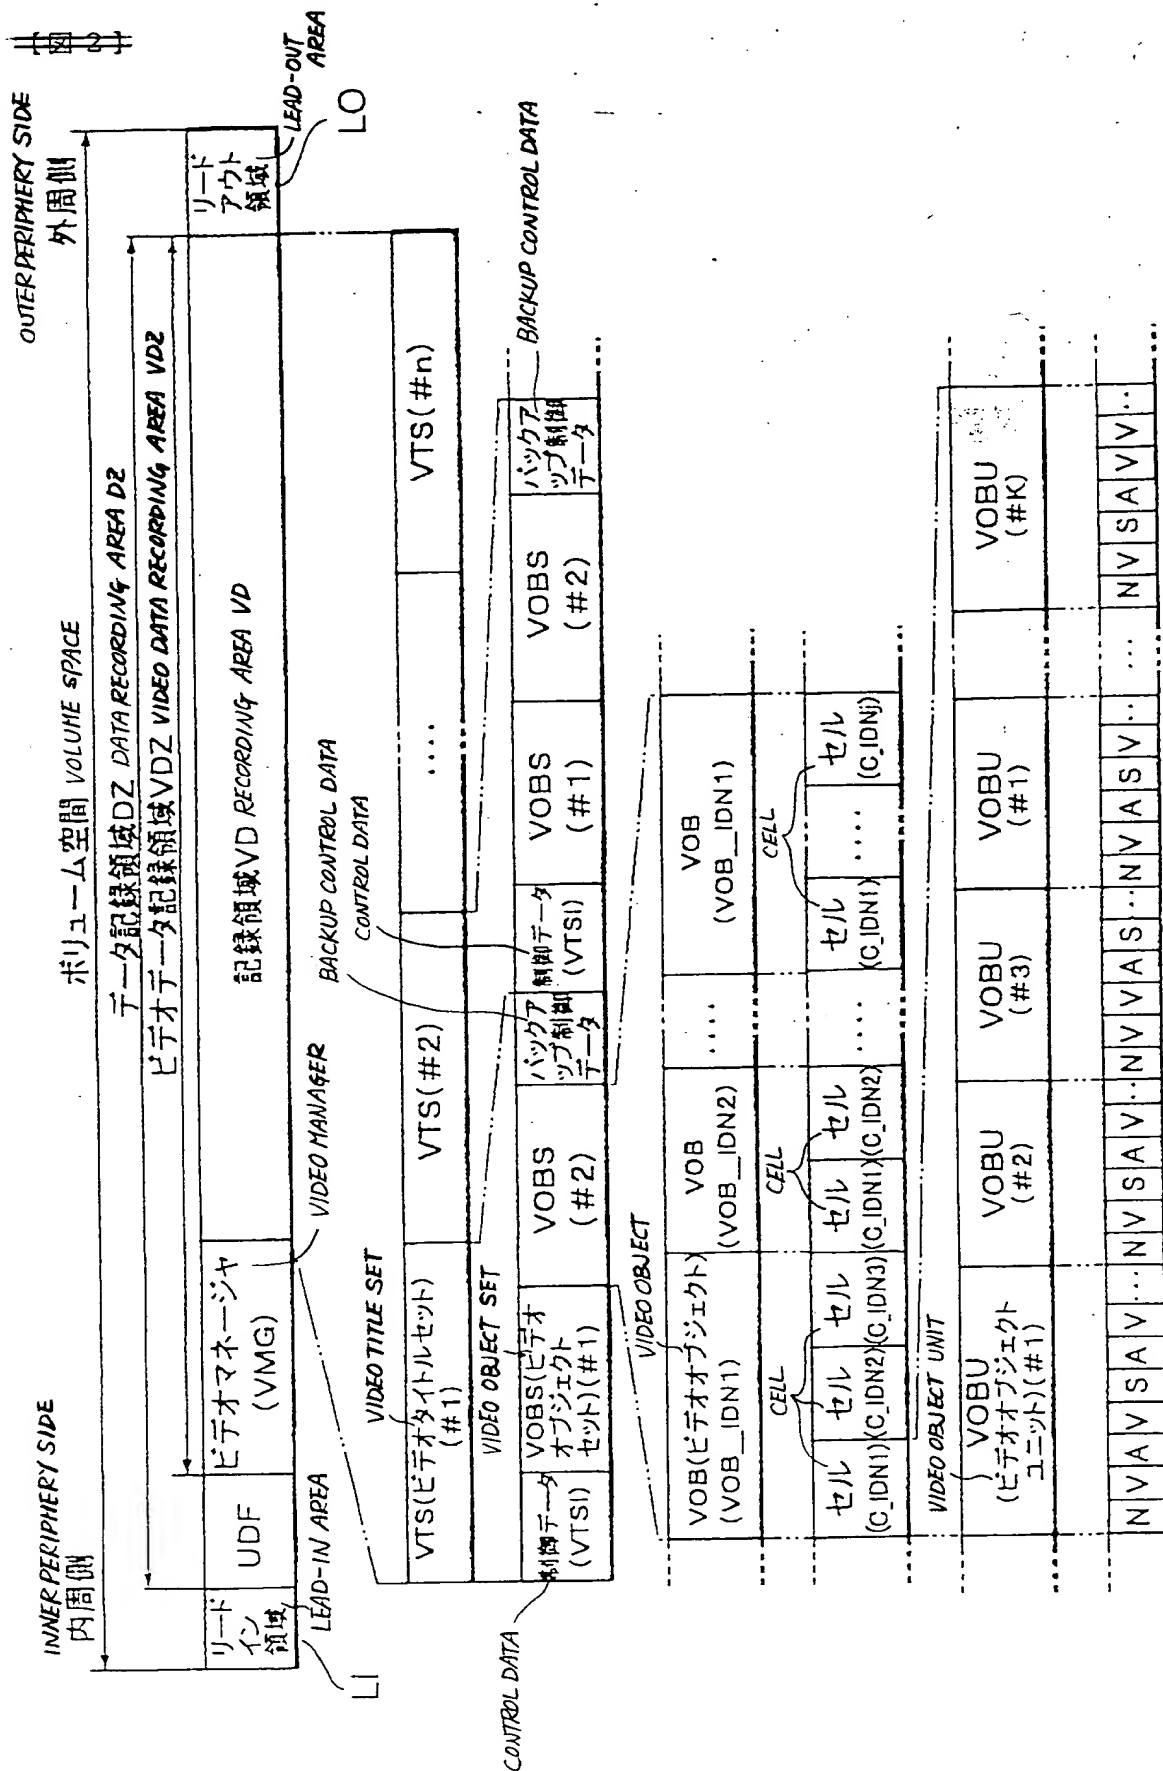 【図2】
OUTERPERIPHERY SIDE
外周側
INNERPERIPHERY SIDE
内周側
ボリューム空間 VOLUME SPACE
データ記録領域DZ DATA RECORDING AREA DZ
ビデオデータ記録領域VDZ VIDEO DATA RECORDING AREA VDZ
リード
イン
領域
LEAD-IN AREA
LI
UDF
ビデオマネージャ
(VMG)
VIDEO MANAGER
記録領域VD RECORDING AREA VD
リード
アウト
領域
LEAD-OUT
AREA
LO
VIDEO TITLE SET
VTS(ビデオタイトルセット)
(#1)
VTS(#2)
....
VTS(#n)
VIDEO OBJECT SET
BACKUP CONTROL DATA
CONTROL DATA
BACKUP CONTROL DATA
CONTROL DATA
制御データ
(VTSI)
VOBS(ビデオ
オブジェクト
セット)(#1)
VOBS
(#2)
バックア
ップ制御
データ
制御データ
(VTSI)
VOBS
(#1)
VOBS
(#2)
バックア
ップ制御
データ
VIDEO OBJECT
VOB(ビデオオブジェクト)
(VOB_IDN1)
VOB
(VOB_IDN2)
....
VOB
(VOB_IDN1)
CELL
CELL
CELL
セル
(C_IDN1)
セル
(C_IDN2)
セル
(C_IDN3)
セル
(C_IDN1)
セル
(C_IDN2)
....
セル
(C_IDN1)
....
セル
(C_IDNj)
VIDEO OBJECT UNIT
VOBU
(ビデオオブジェクト
ユニット)(#1)
VOBU
(#2)
VOBU
(#3)
VOBU
(#1)
VOBU
(#K)
N V A V S A V ...
N V S A V ..
N V V A S ..
N V A S V ..
...
N V S A V V ..